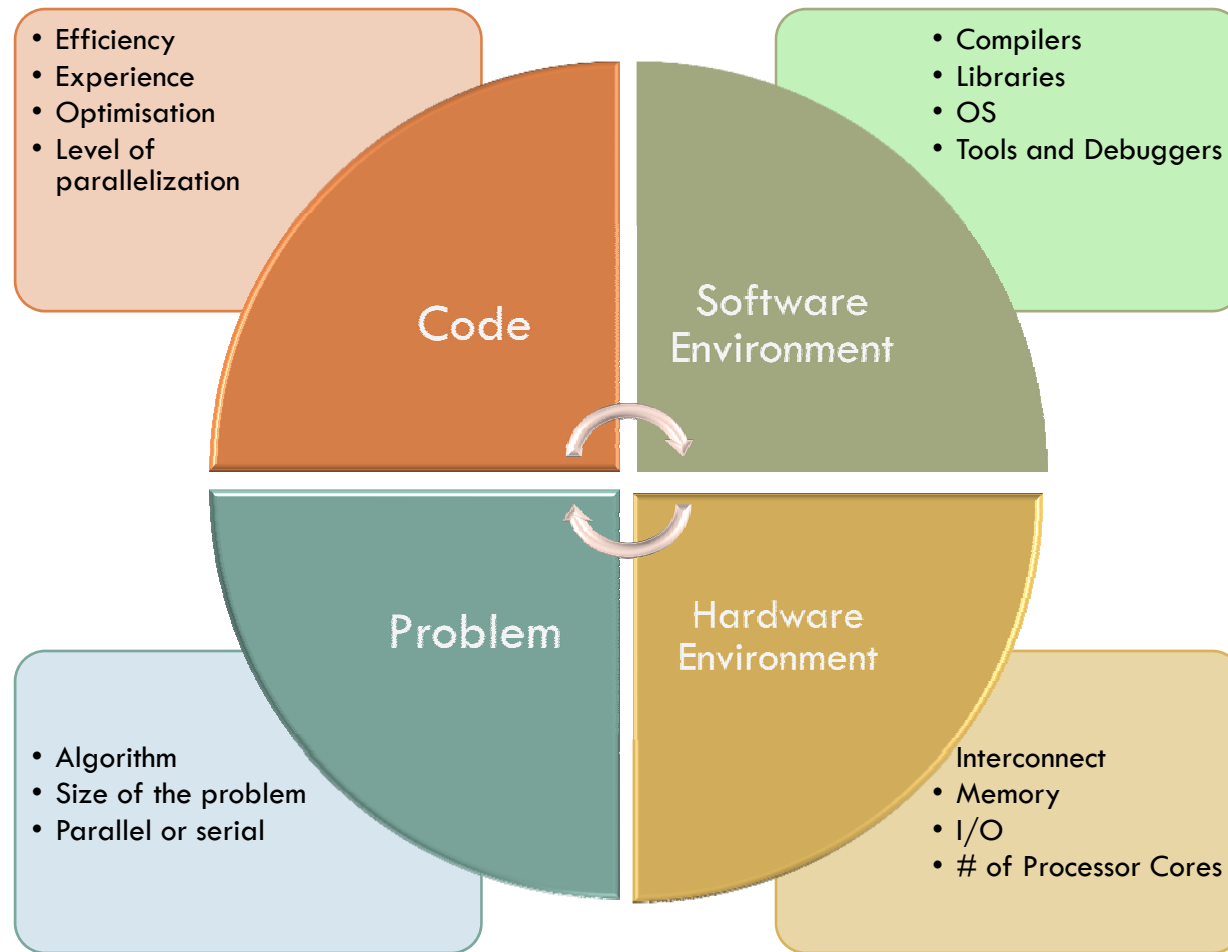 • Efficiency
• Experience
• Optimisation
• Level of
parallelization
• Compilers
• Libraries
• OS
• Tools and Debuggers
Code
Software
Environment
Problem
Hardware
Environment
• Algorithm
• Size of the problem
• Parallel or serial
Interconnect
• Memory
• I/O
• # of Processor Cores